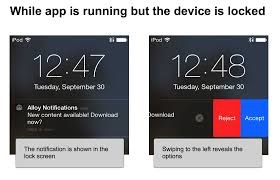 While app is running but the device is locked
iPod
12:47
Tuesday, September 30
Alloy Notifications now
New content available! Download
now?
The notification is shown in the
lock screen
iPod
12:48
Tuesday, September 30
now
Download
Reject
Accept
Swiping to the left reveals the
options